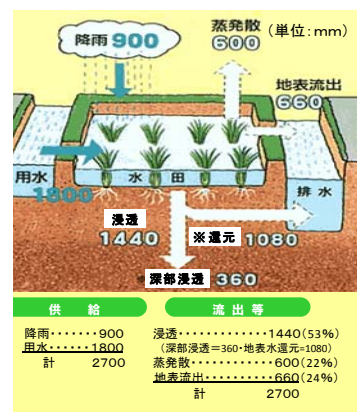 降雨 900
蒸発散
600
(単位:mm)
地表流出
660
用水
1800
水 田
排 水
浸透
1440
※還元
1080
深部浸透
360
供 給
降雨・・・・・・・900
用水・・・・・・1800
計 2700
流 出 等
浸透・・・・・・・・・・・・・1440(53%)
(深部浸透=360・地表水還元=1080)
蒸発散・・・・・・・・・・・・600(22%)
地表流出・・・・・・・・・・660(24%)
計 2700